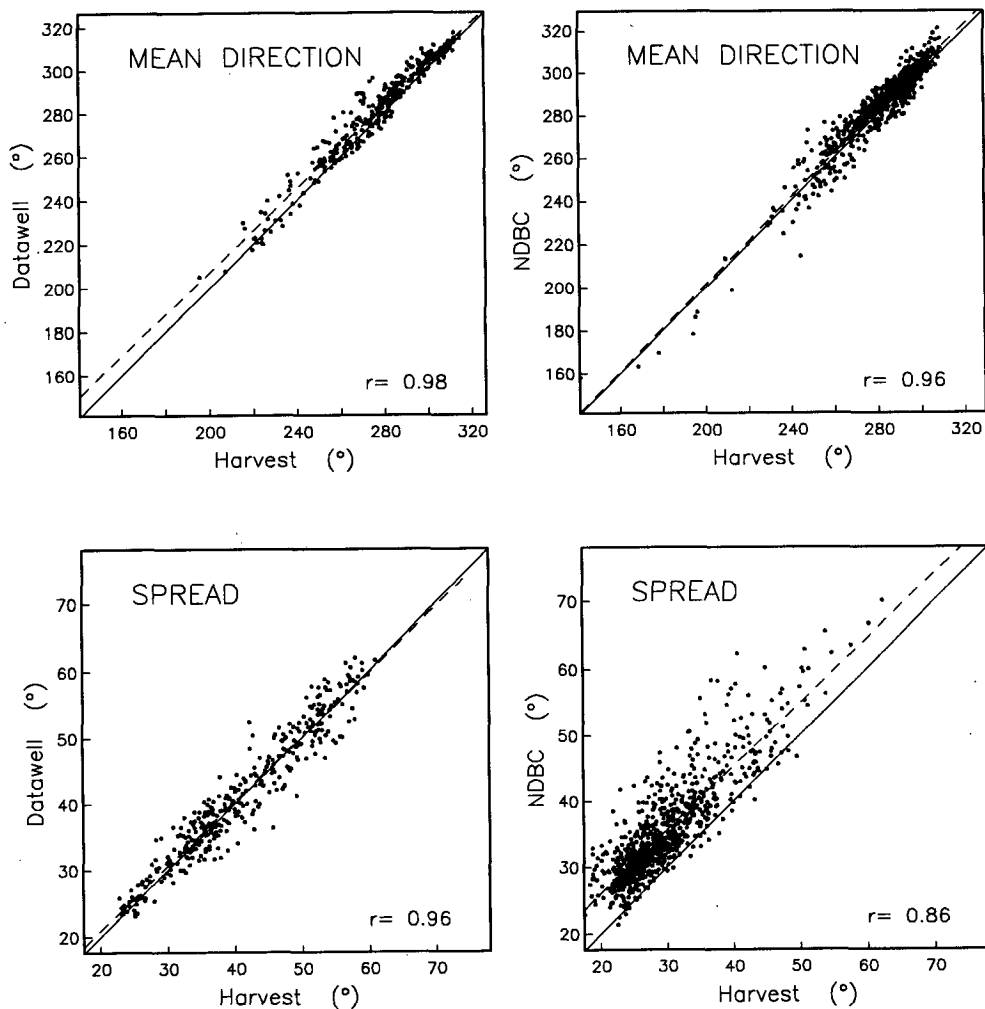 MEAN DIRECTION
320
300
280
260
240
220
200
180
160
Datawell (°)
r= 0.98
160 200 240 280 320
Harvest (°)
MEAN DIRECTION
320
300
280
260
240
220
200
180
160
NDBC (°)
r= 0.96
160 200 240 280 320
Harvest (°)
SPREAD
70
60
50
40
30
20
Datawell (°)
r= 0.96
20 30 40 50 60 70
Harvest (°)
SPREAD
70
60
50
40
30
20
NDBC (°)
r= 0.86
20 30 40 50 60 70
Harvest (°)